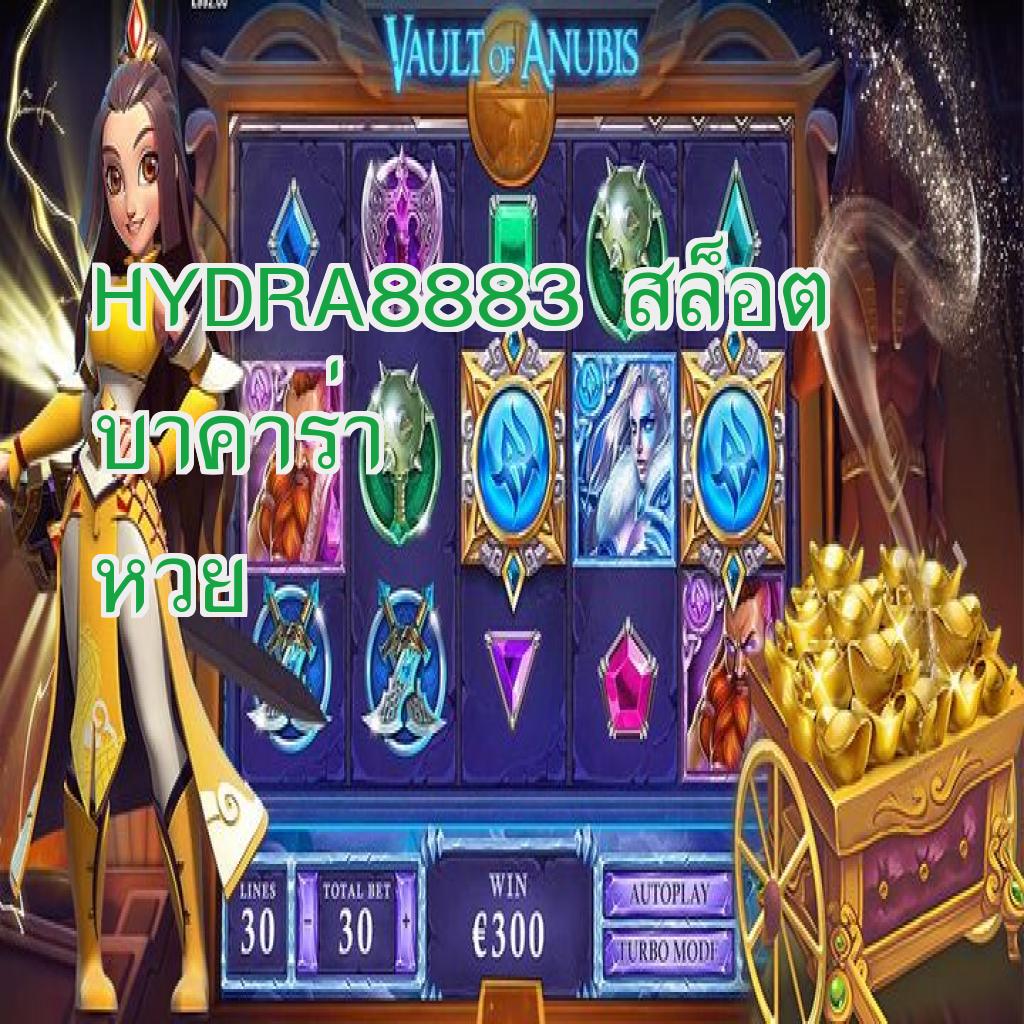 VAULT OF ANUBIS
HYDRA8883 สล็อต
บาคาร่า
หวย
LINES
30
TOTAL BET
- 30 +
WIN
€300
AUTOPLAY
TURBO MODE